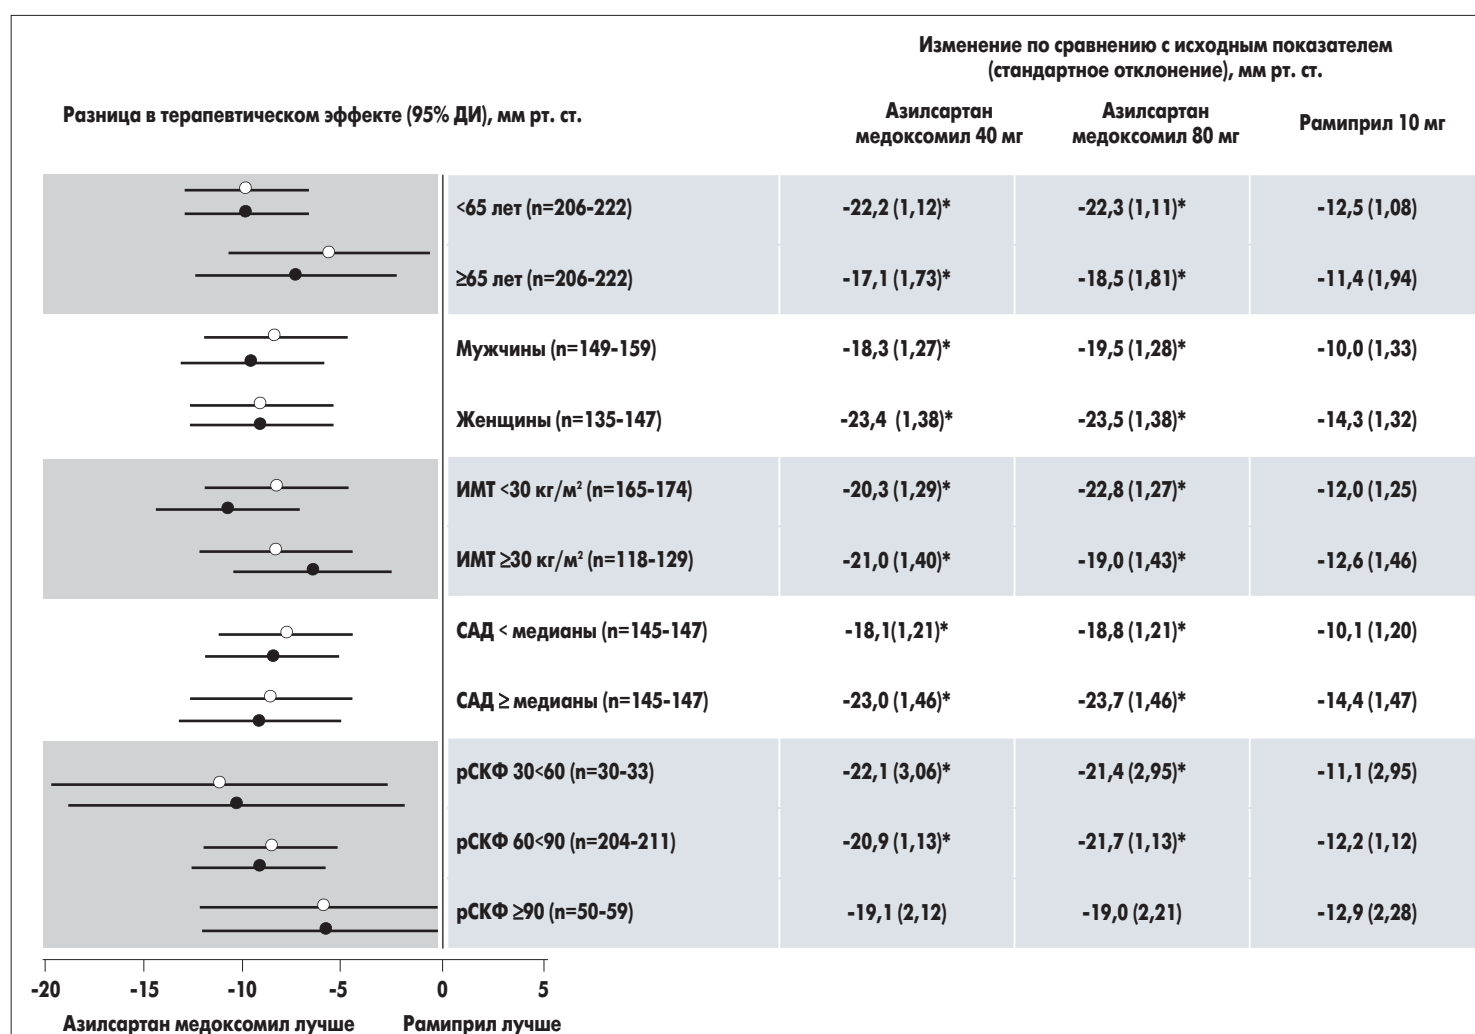 Изменение по сравнению с исходным показателем
(стандартное отклонение), мм рт. ст.
Разница в терапевтическом эффекте (95% ДИ), мм рт. ст.
Азилсартан
медоксомил 40 мг
Азилсартан
медоксомил 80 мг
Рамиприл 10 мг
<65 лет (n=206-222) -22,2 (1,12)* -22,3 (1,11)* -12,5 (1,08)
≥65 лет (n=206-222) -17,1 (1,73)* -18,5 (1,81)* -11,4 (1,94)
Мужчины (n=149-159) -18,3 (1,27)* -19,5 (1,28)* -10,0 (1,33)
Женщины (n=135-147) -23,4 (1,38)* -23,5 (1,38)* -14,3 (1,32)
ИМТ <30 кг/м² (n=165-174) -20,3 (1,29)* -22,8 (1,27)* -12,0 (1,25)
ИМТ ≥30 кг/м² (n=118-129) -21,0 (1,40)* -19,0 (1,43)* -12,6 (1,46)
САД < медианы (n=145-147) -18,1(1,21)* -18,8 (1,21)* -10,1 (1,20)
САД ≥ медианы (n=145-147) -23,0 (1,46)* -23,7 (1,46)* -14,4 (1,47)
рСКФ 30<60 (n=30-33) -22,1 (3,06)* -21,4 (2,95)* -11,1 (2,95)
рСКФ 60<90 (n=204-211) -20,9 (1,13)* -21,7 (1,13)* -12,2 (1,12)
рСКФ ≥90 (n=50-59) -19,1 (2,12) -19,0 (2,21) -12,9 (2,28)
-20 -15 -10 -5 0 5
Азилсартан медоксомил лучше Рамиприл лучше